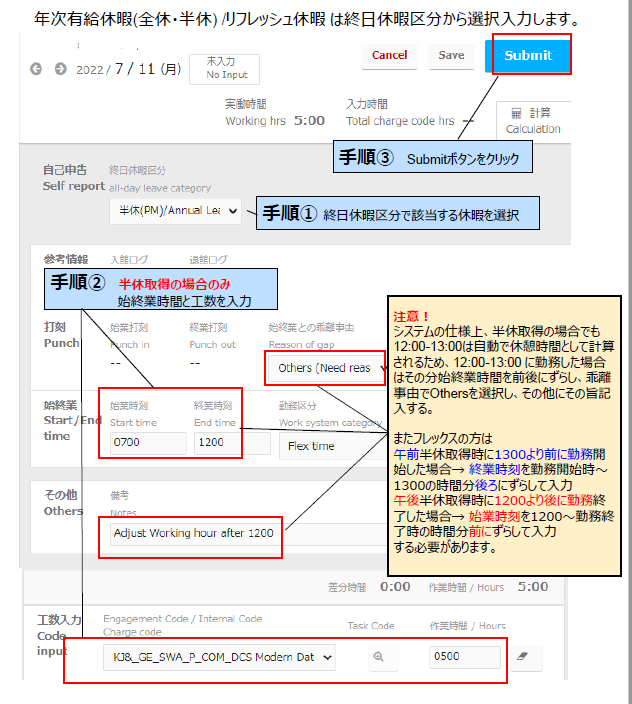 年次有給休暇(全休・半休) /リフレッシュ休暇 は終日休暇区分から選択入力します。
2022 / 7 / 11 (月)
未入力
No Input
Cancel
Save
Submit
実働時間
Working hrs 5:00
入力時間
Total charge code hrs --
計算
Calculation
手順③ Submitボタンをクリック
自己申告
Self report
終日休暇区分
all-day leave category
半休(PM)/Annual Lea
手順① 終日休暇区分で該当する休暇を選択
参考情報
入館ログ
退館ログ
手順② 半休取得の場合のみ
始終業時間と工数を入力
打刻
Punch
始業打刻
Punch in
--
終業打刻
Punch out
--
始終業との乖離事由
Reason of gap
Others (Need reas
始終業
Start/End
time
始業時刻
Start time
0700
終業時刻
End time
1200
勤務区分
Work system category
Flex time
その他
Others
備考
Notes
Adjust Working hour after 1200
注意！
システムの仕様上、半休取得の場合でも
12:00-13:00は自動で休憩時間として計算
されるため、12:00-13:00 に勤務した場合
はその分始終業時間を前後にずらし、乖離
事由でOthersを選択し、その他にその旨記
入する。
またフレックスの方は
午前半休取得時に1300より前に勤務開
始した場合→ 終業時刻を勤務開始時～
1300の時間分後ろにずらして入力
午後半休取得時に1200より後に勤務終
了した場合→ 始業時刻を1200～勤務終
了時の時間分前にずらして入力
する必要があります。
差分時間 0:00 作業時間 / Hours 5:00
工数入力
Code
input
Engagement Code / Internal Code
Charge code
Task Code
作業時間 / Hours
KJ&_GE_SWA_P_COM_DCS Modern Dat
0500